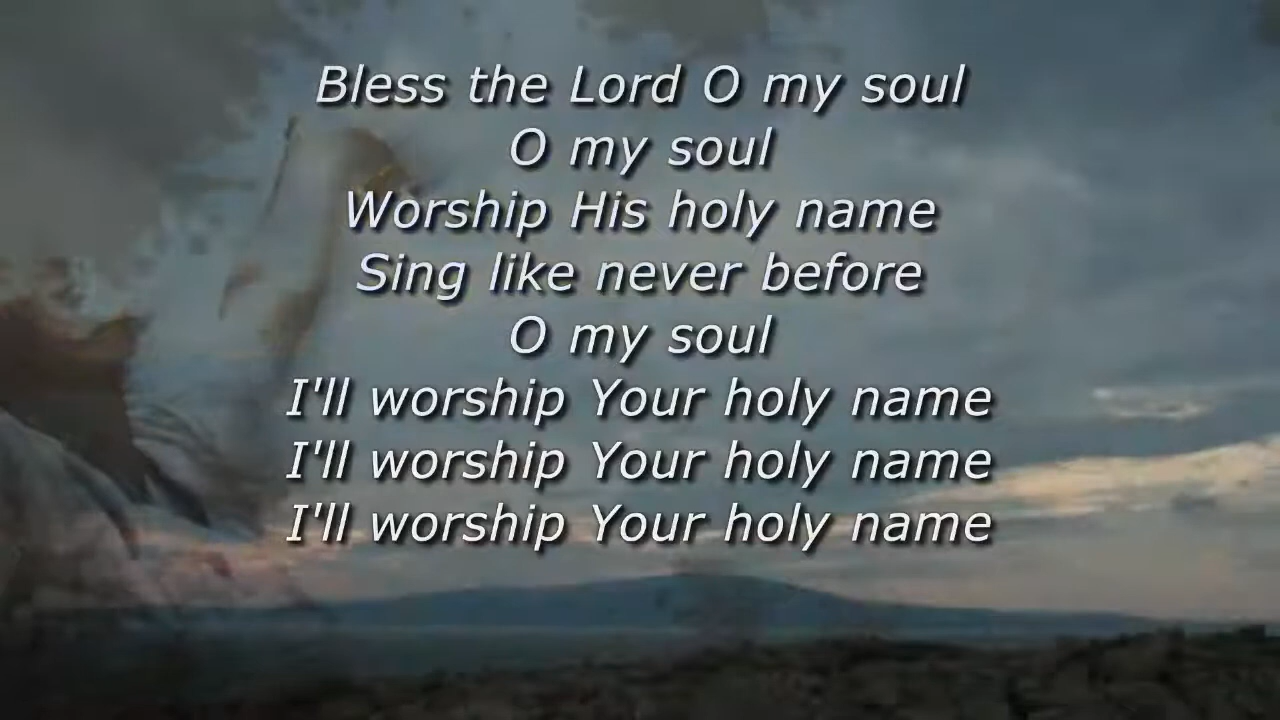 Bless the Lord O my soul
O my soul
Worship His holy name
Sing like never before
O my soul
I'll worship Your holy name
I'll worship Your holy name
I'll worship Your holy name